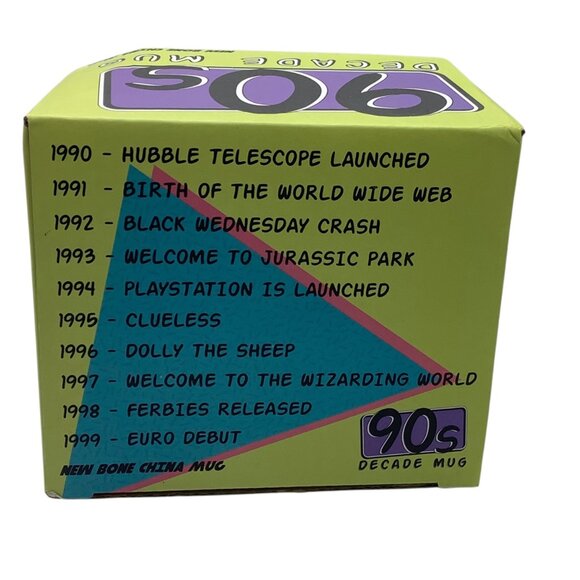 NEW BONE
DECADE MUG
90s
1990 - HUBBLE TELESCOPE LAUNCHED
1991 - BIRTH OF THE WORLD WIDE WEB
1992 - BLACK WEDNESDAY CRASH
1993 - WELCOME TO JURASSIC PARK
1994 - PLAYSTATION IS LAUNCHED
1995 - CLUELESS
1996 - DOLLY THE SHEEP
1997 - WELCOME TO THE WIZARDING WORLD
1998 - FERBIES RELEASED
1999 - EURO DEBUT
90s
NEW BONE CHINA MUG
DECADE MUG